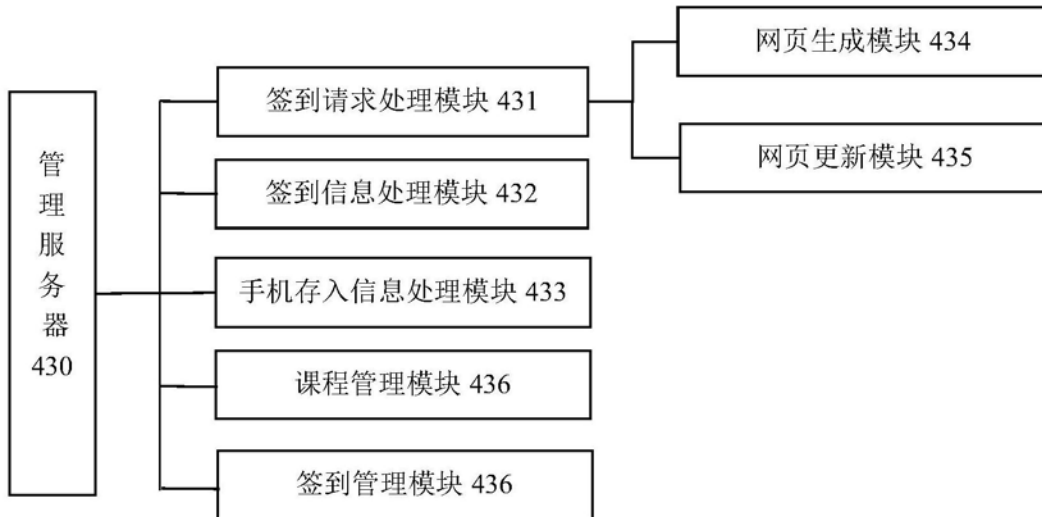 管
理
服
务
器
430
签到请求处理模块 431
签到信息处理模块 432
手机存入信息处理模块 433
课程管理模块 436
签到管理模块 436
网页生成模块 434
网页更新模块 435